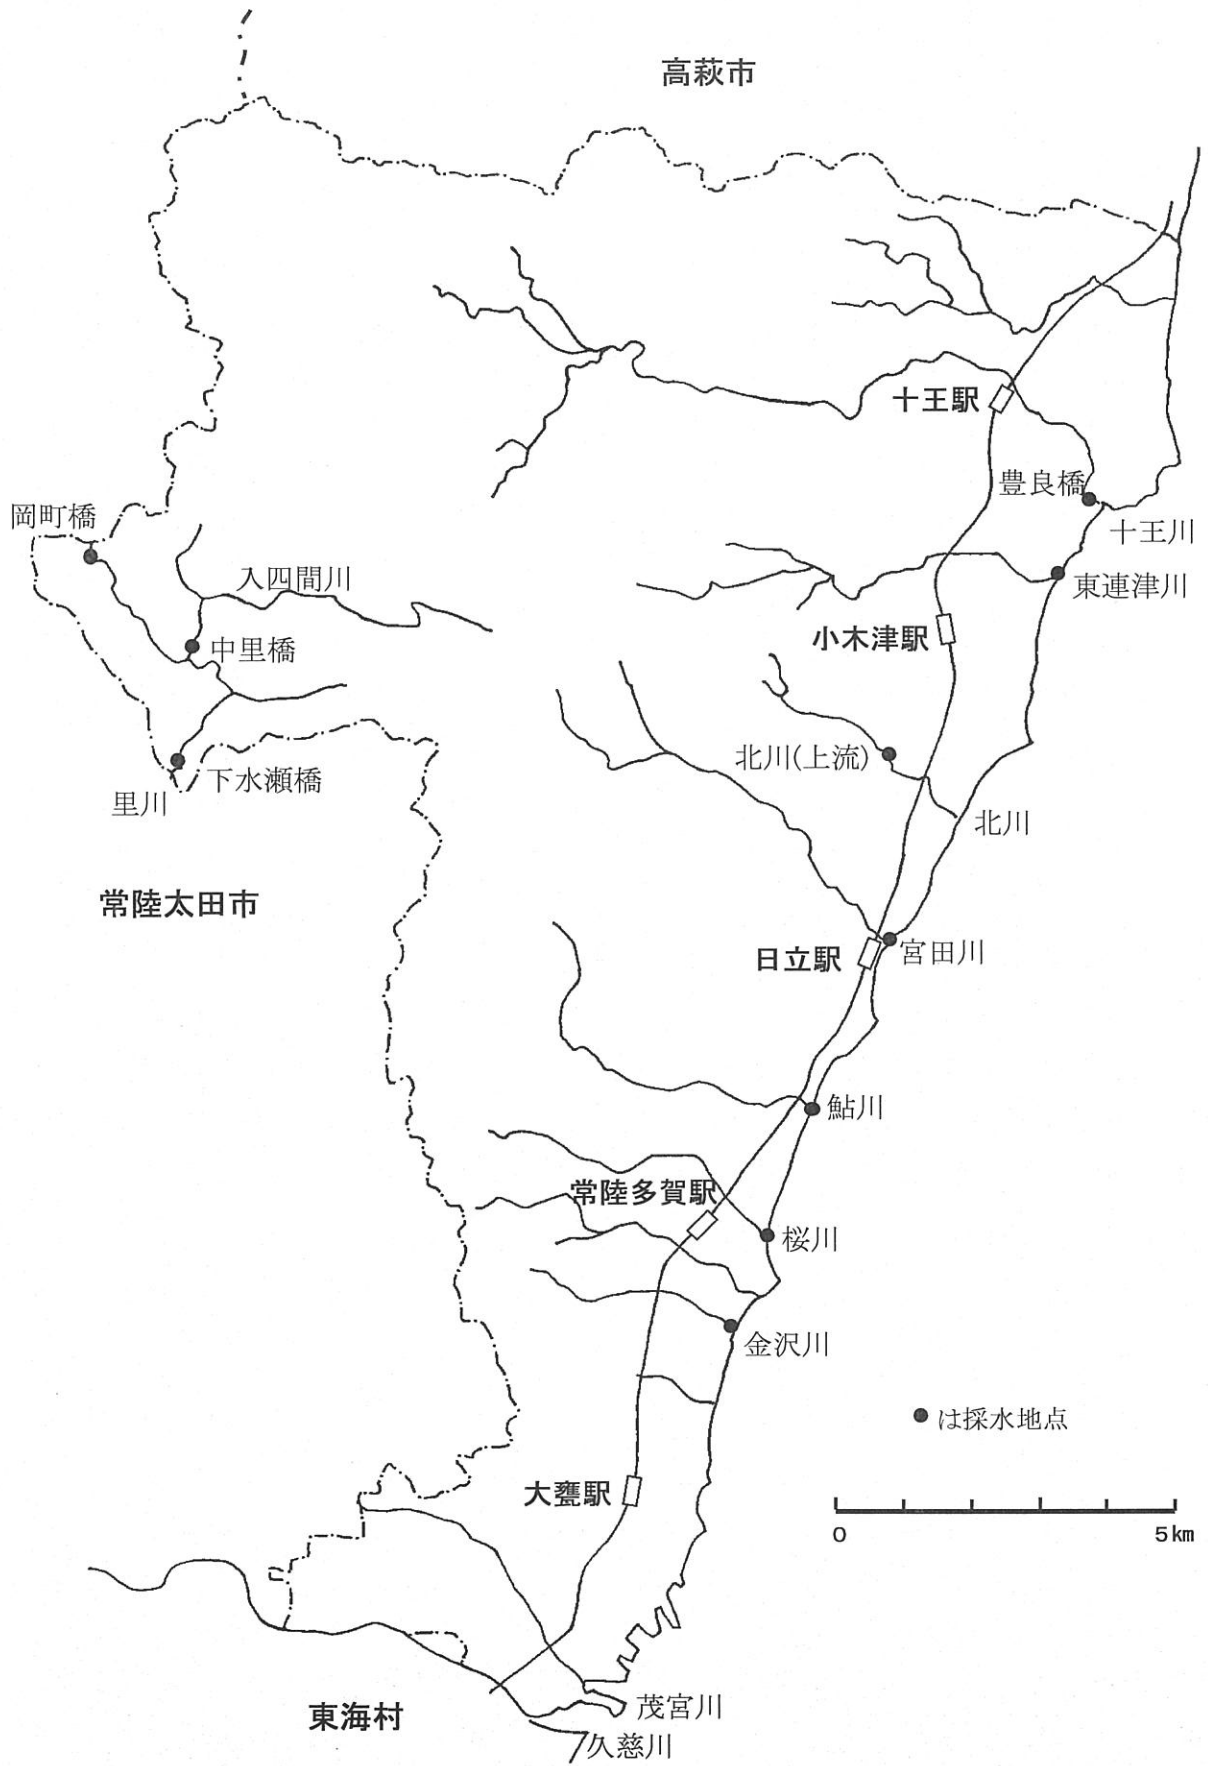 高萩市
十王駅
豊良橋
岡町橋
十王川
入四間川
東連津川
中里橋
小木津駅
北川(上流)
下水瀬橋
里川
北川
常陸太田市
日立駅
宮田川
鮎川
常陸多賀駅
桜川
金沢川
●は採水地点
大甕駅
0
5km
茂宮川
東海村
久慈川